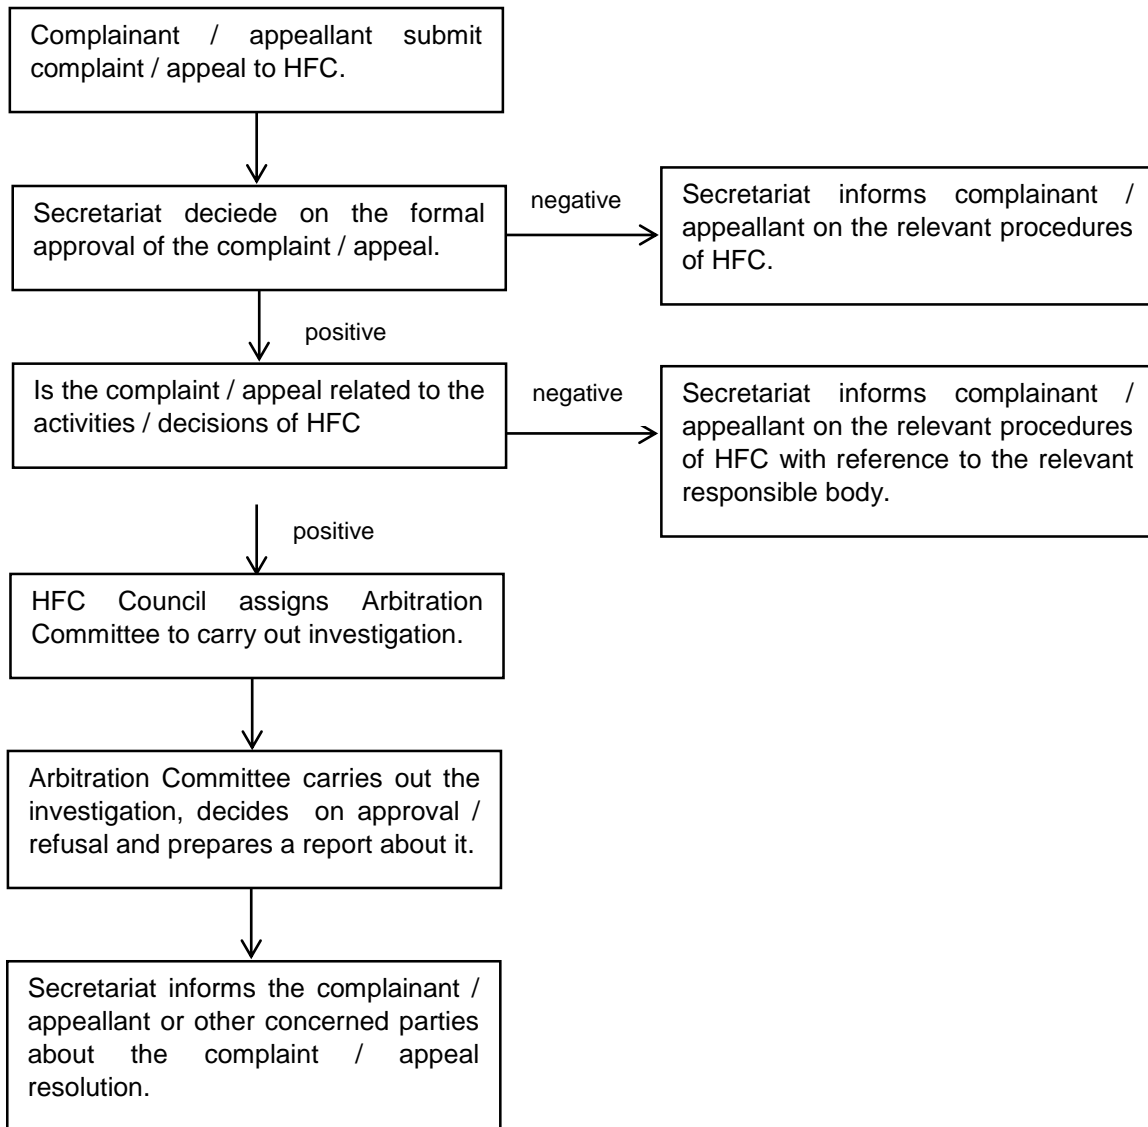 Complainant / appeallant submit
complaint / appeal to HFC.
Secretariat deciede on the formal
approval of the complaint / appeal.
negative
Secretariat informs complainant /
appeallant on the relevant procedures
of HFC.
positive
Is the complaint / appeal related to the
activities / decisions of HFC
negative
Secretariat informs complainant /
appeallant on the relevant procedures
of HFC with reference to the relevant
responsible body.
positive
HFC Council assigns Arbitration
Committee to carry out investigation.
Arbitration Committee carries out the
investigation, decides on approval /
refusal and prepares a report about it.
Secretariat informs the complainant /
appeallant or other concerned parties
about the complaint / appeal
resolution.